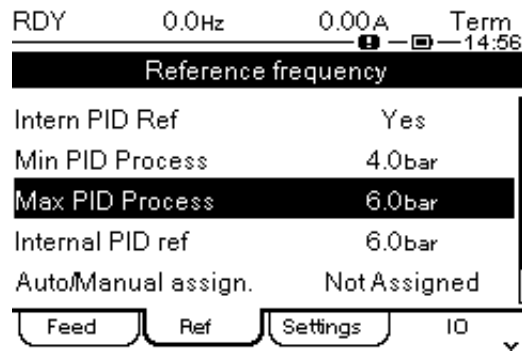 RDY 0.0Hz 0.00A Term
14:56
Reference frequency
Intern PID Ref Yes
Min PID Process 4.0bar
Max PID Process 6.0bar
Internal PID ref 6.0bar
Auto/Manual assign. Not Assigned
Feed Ref Settings IO